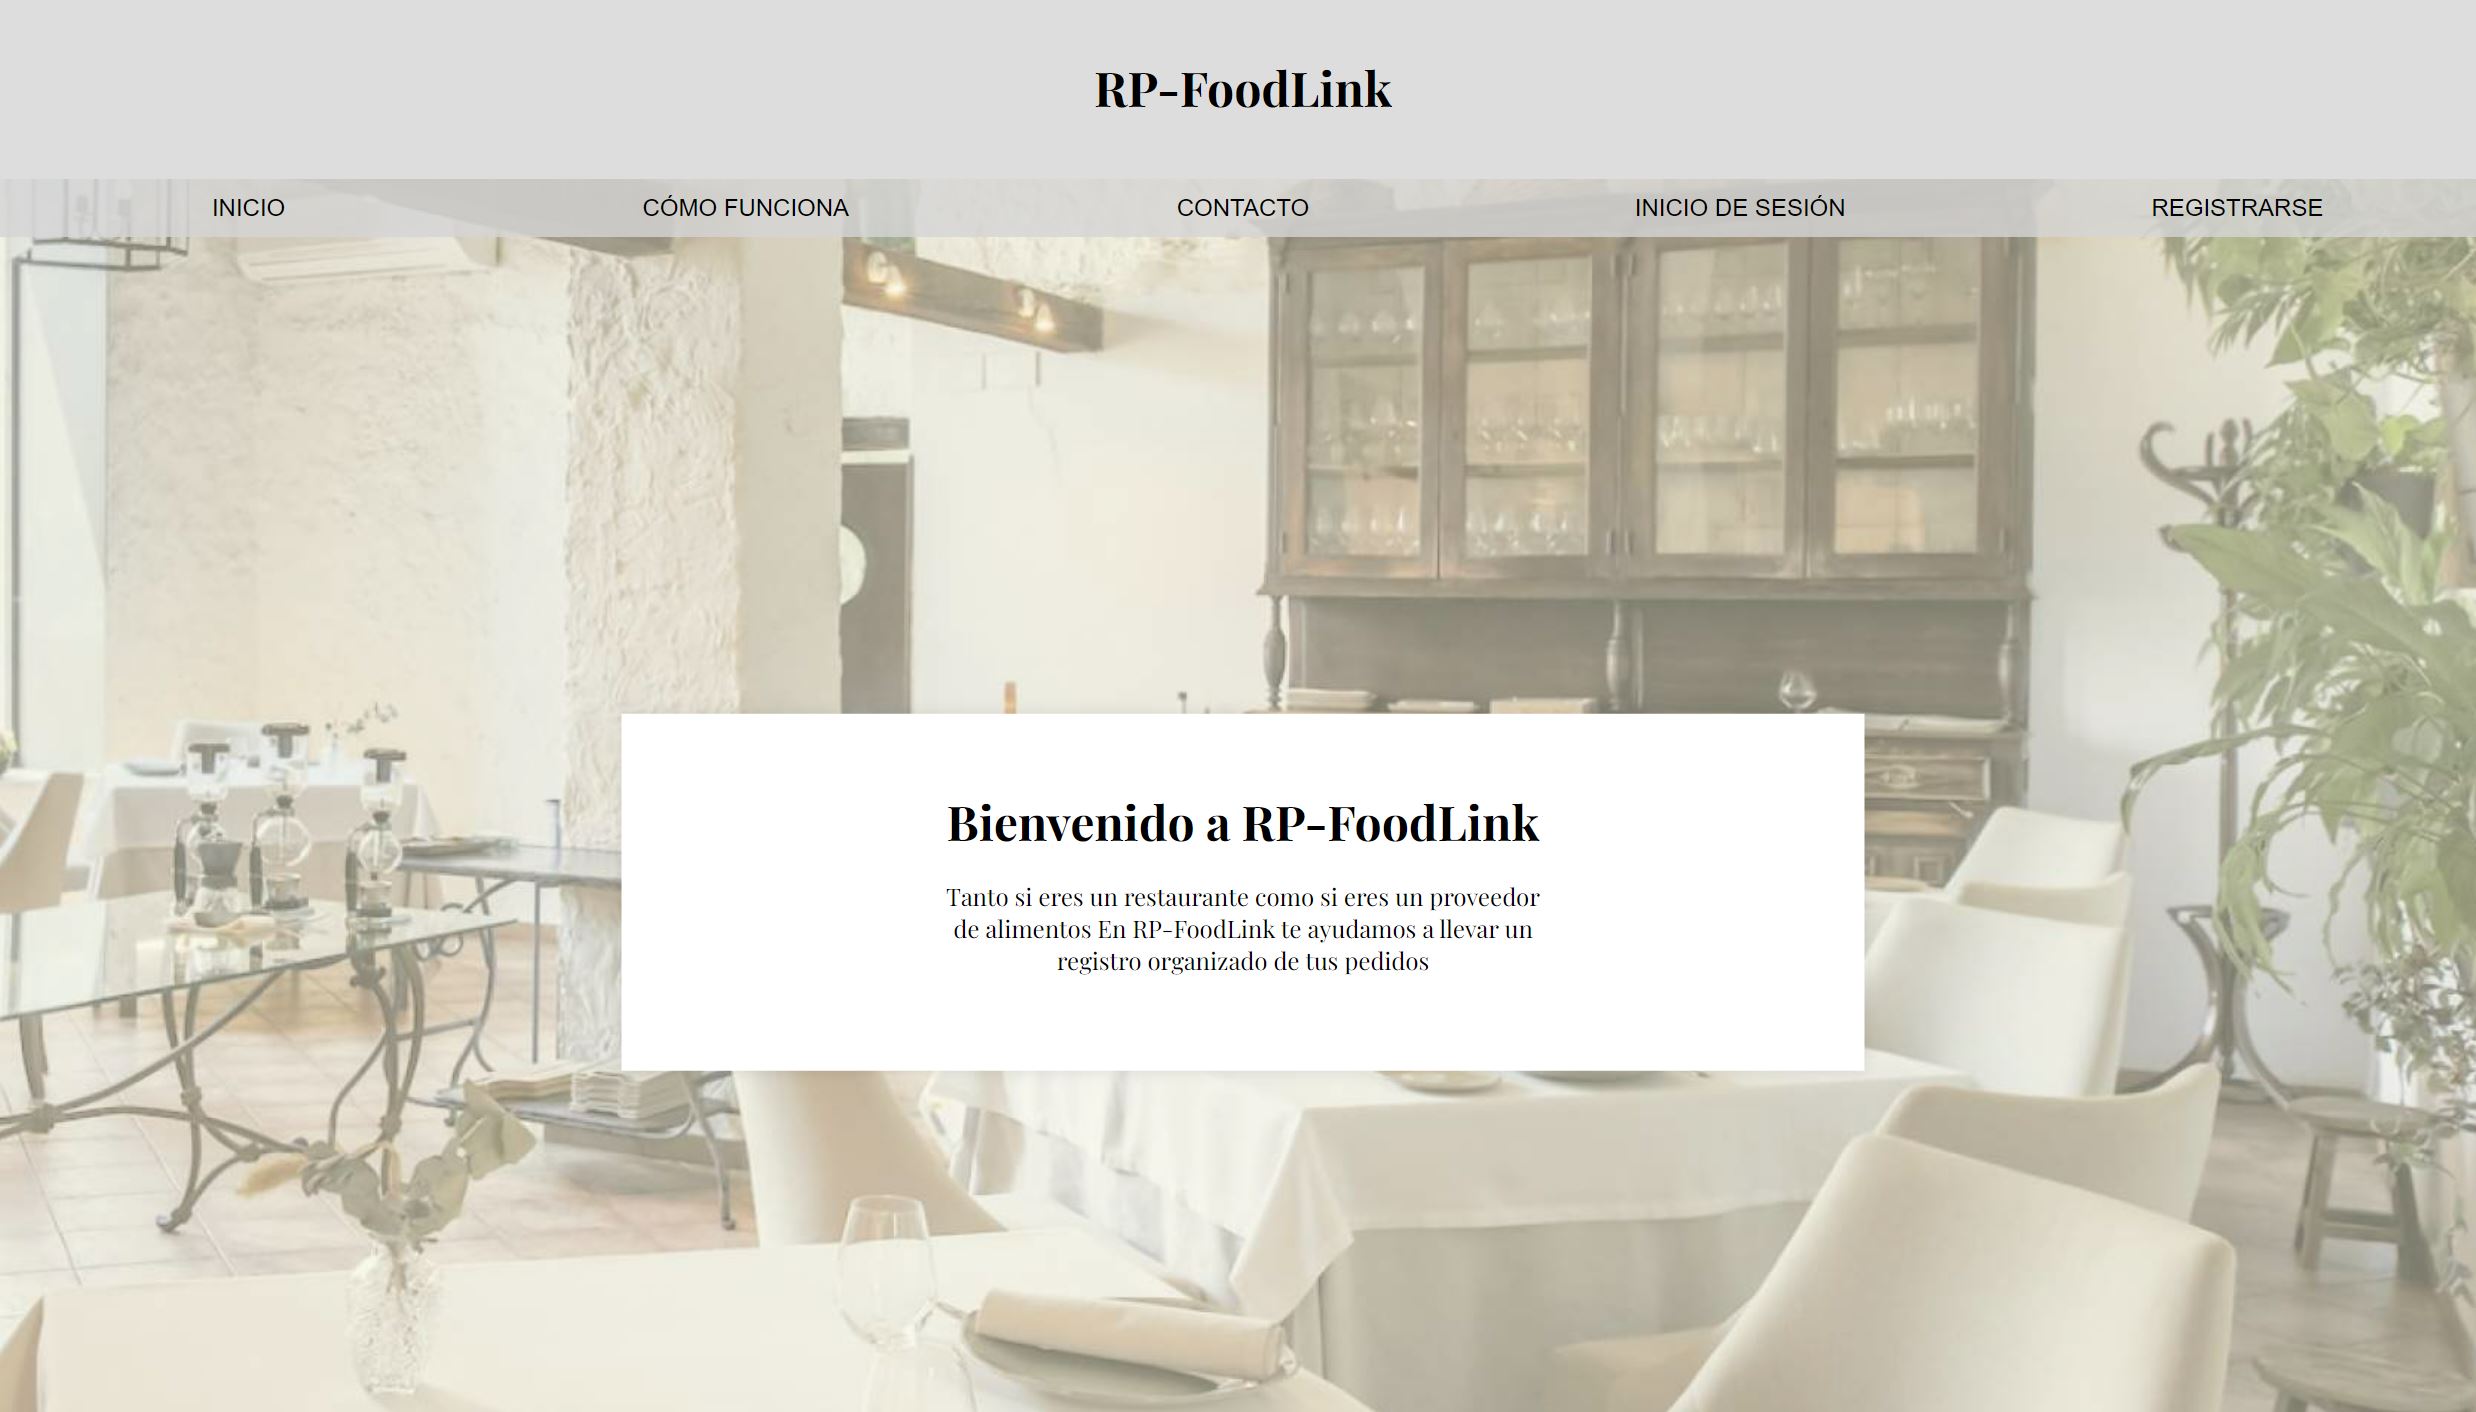 RP-FoodLink
INICIO CÓMO FUNCIONA CONTACTO INICIO DE SESIÓN REGISTRARSE
Bienvenido a RP-FoodLink
Tanto si eres un restaurante como si eres un proveedor
de alimentos En RP-FoodLink te ayudamos a llevar un
registro organizado de tus pedidos